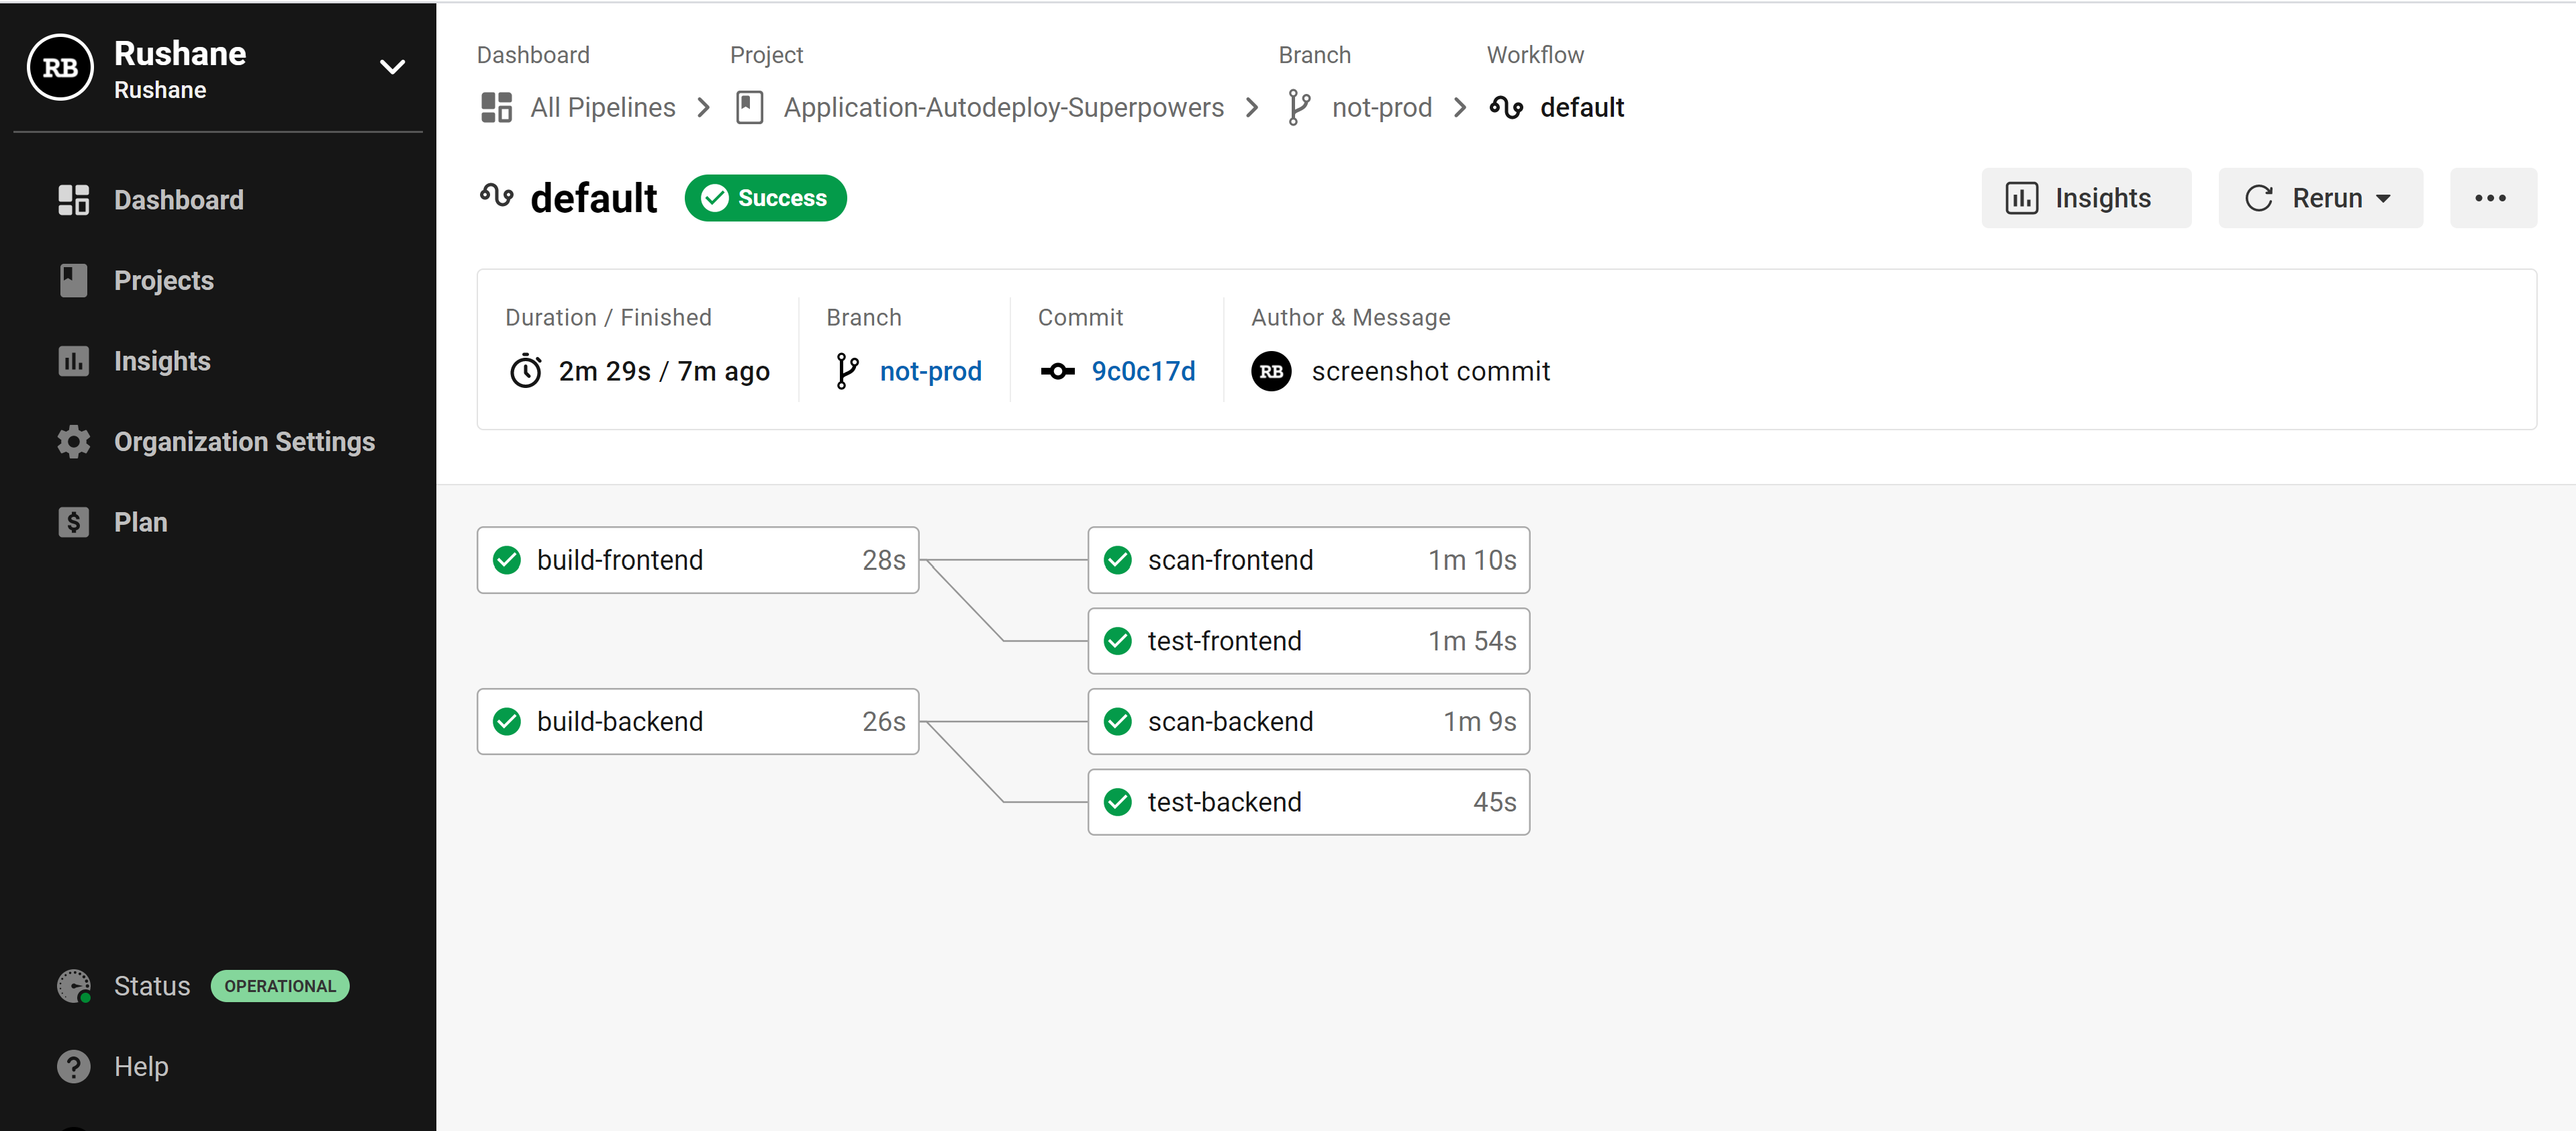 RB
Rushane
Rushane
Dashboard
Projects
Insights
Organization Settings
Plan
Status OPERATIONAL
Help
Dashboard Project Branch Workflow
All Pipelines Application-Autodeploy-Superpowers not-prod default
default Success
Insights Rerun
Duration / Finished Branch Commit Author & Message
2m 29s / 7m ago not-prod 9c0c17d RB screenshot commit
build-frontend 28s scan-frontend 1m 10s
test-frontend 1m 54s
build-backend 26s scan-backend 1m 9s
test-backend 45s